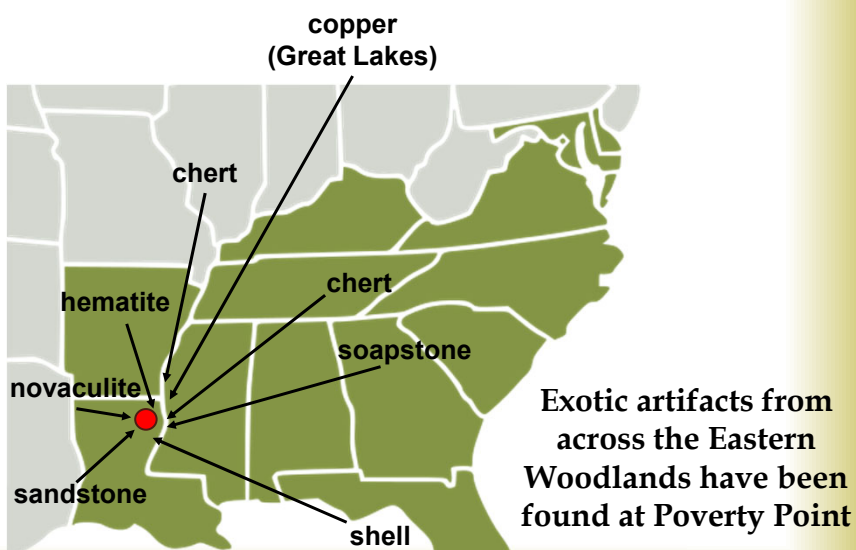 copper
(Great Lakes)
chert
chert
hematite
soapstone
novaculite
sandstone
shell
Exotic artifacts from
across the Eastern
Woodlands have been
found at Poverty Point